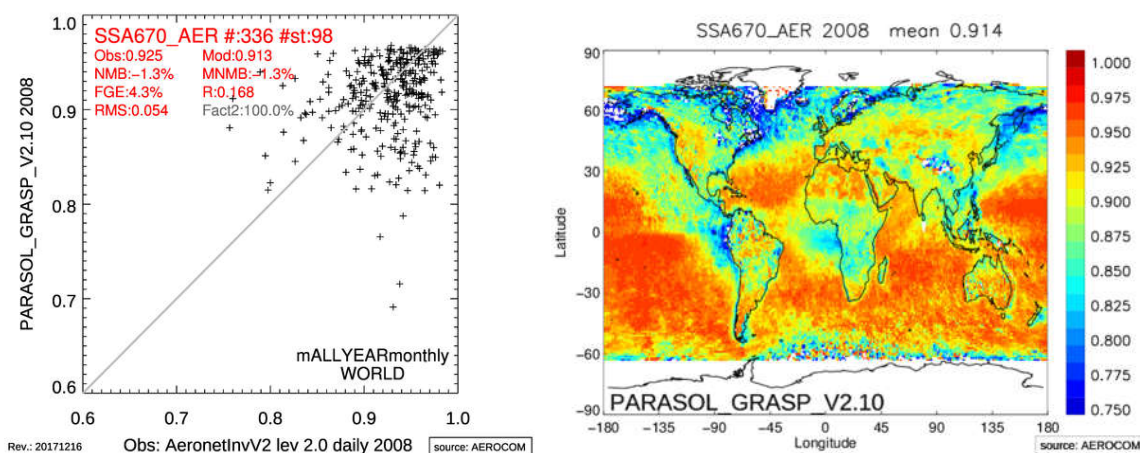 SSA670_AER #:336 #st:98
Obs:0.925 Mod:0.913
NMB:−1.3% MNMB:−1.3%
FGE:4.3% R:0.168
RMS:0.054 Fact2:100.0%
1.0
0.9
0.8
0.7
0.6
PARASOL_GRASP_V2.10 2008
mALLYEARmonthly
WORLD
0.6 0.7 0.8 0.9 1.0
Rev.: 20171216 Obs: AeronetInvV2 lev 2.0 daily 2008 source: AEROCOM
SSA670_AER 2008 mean 0.914
90
60
30
0
−30
−60
−90
Latitude
PARASOL_GRASP_V2.10
−180 −135 −90 −45 0 45 90 135 180
Longitude
1.000
0.975
0.950
0.925
0.900
0.875
0.850
0.825
0.800
0.775
0.750
source: AEROCOM